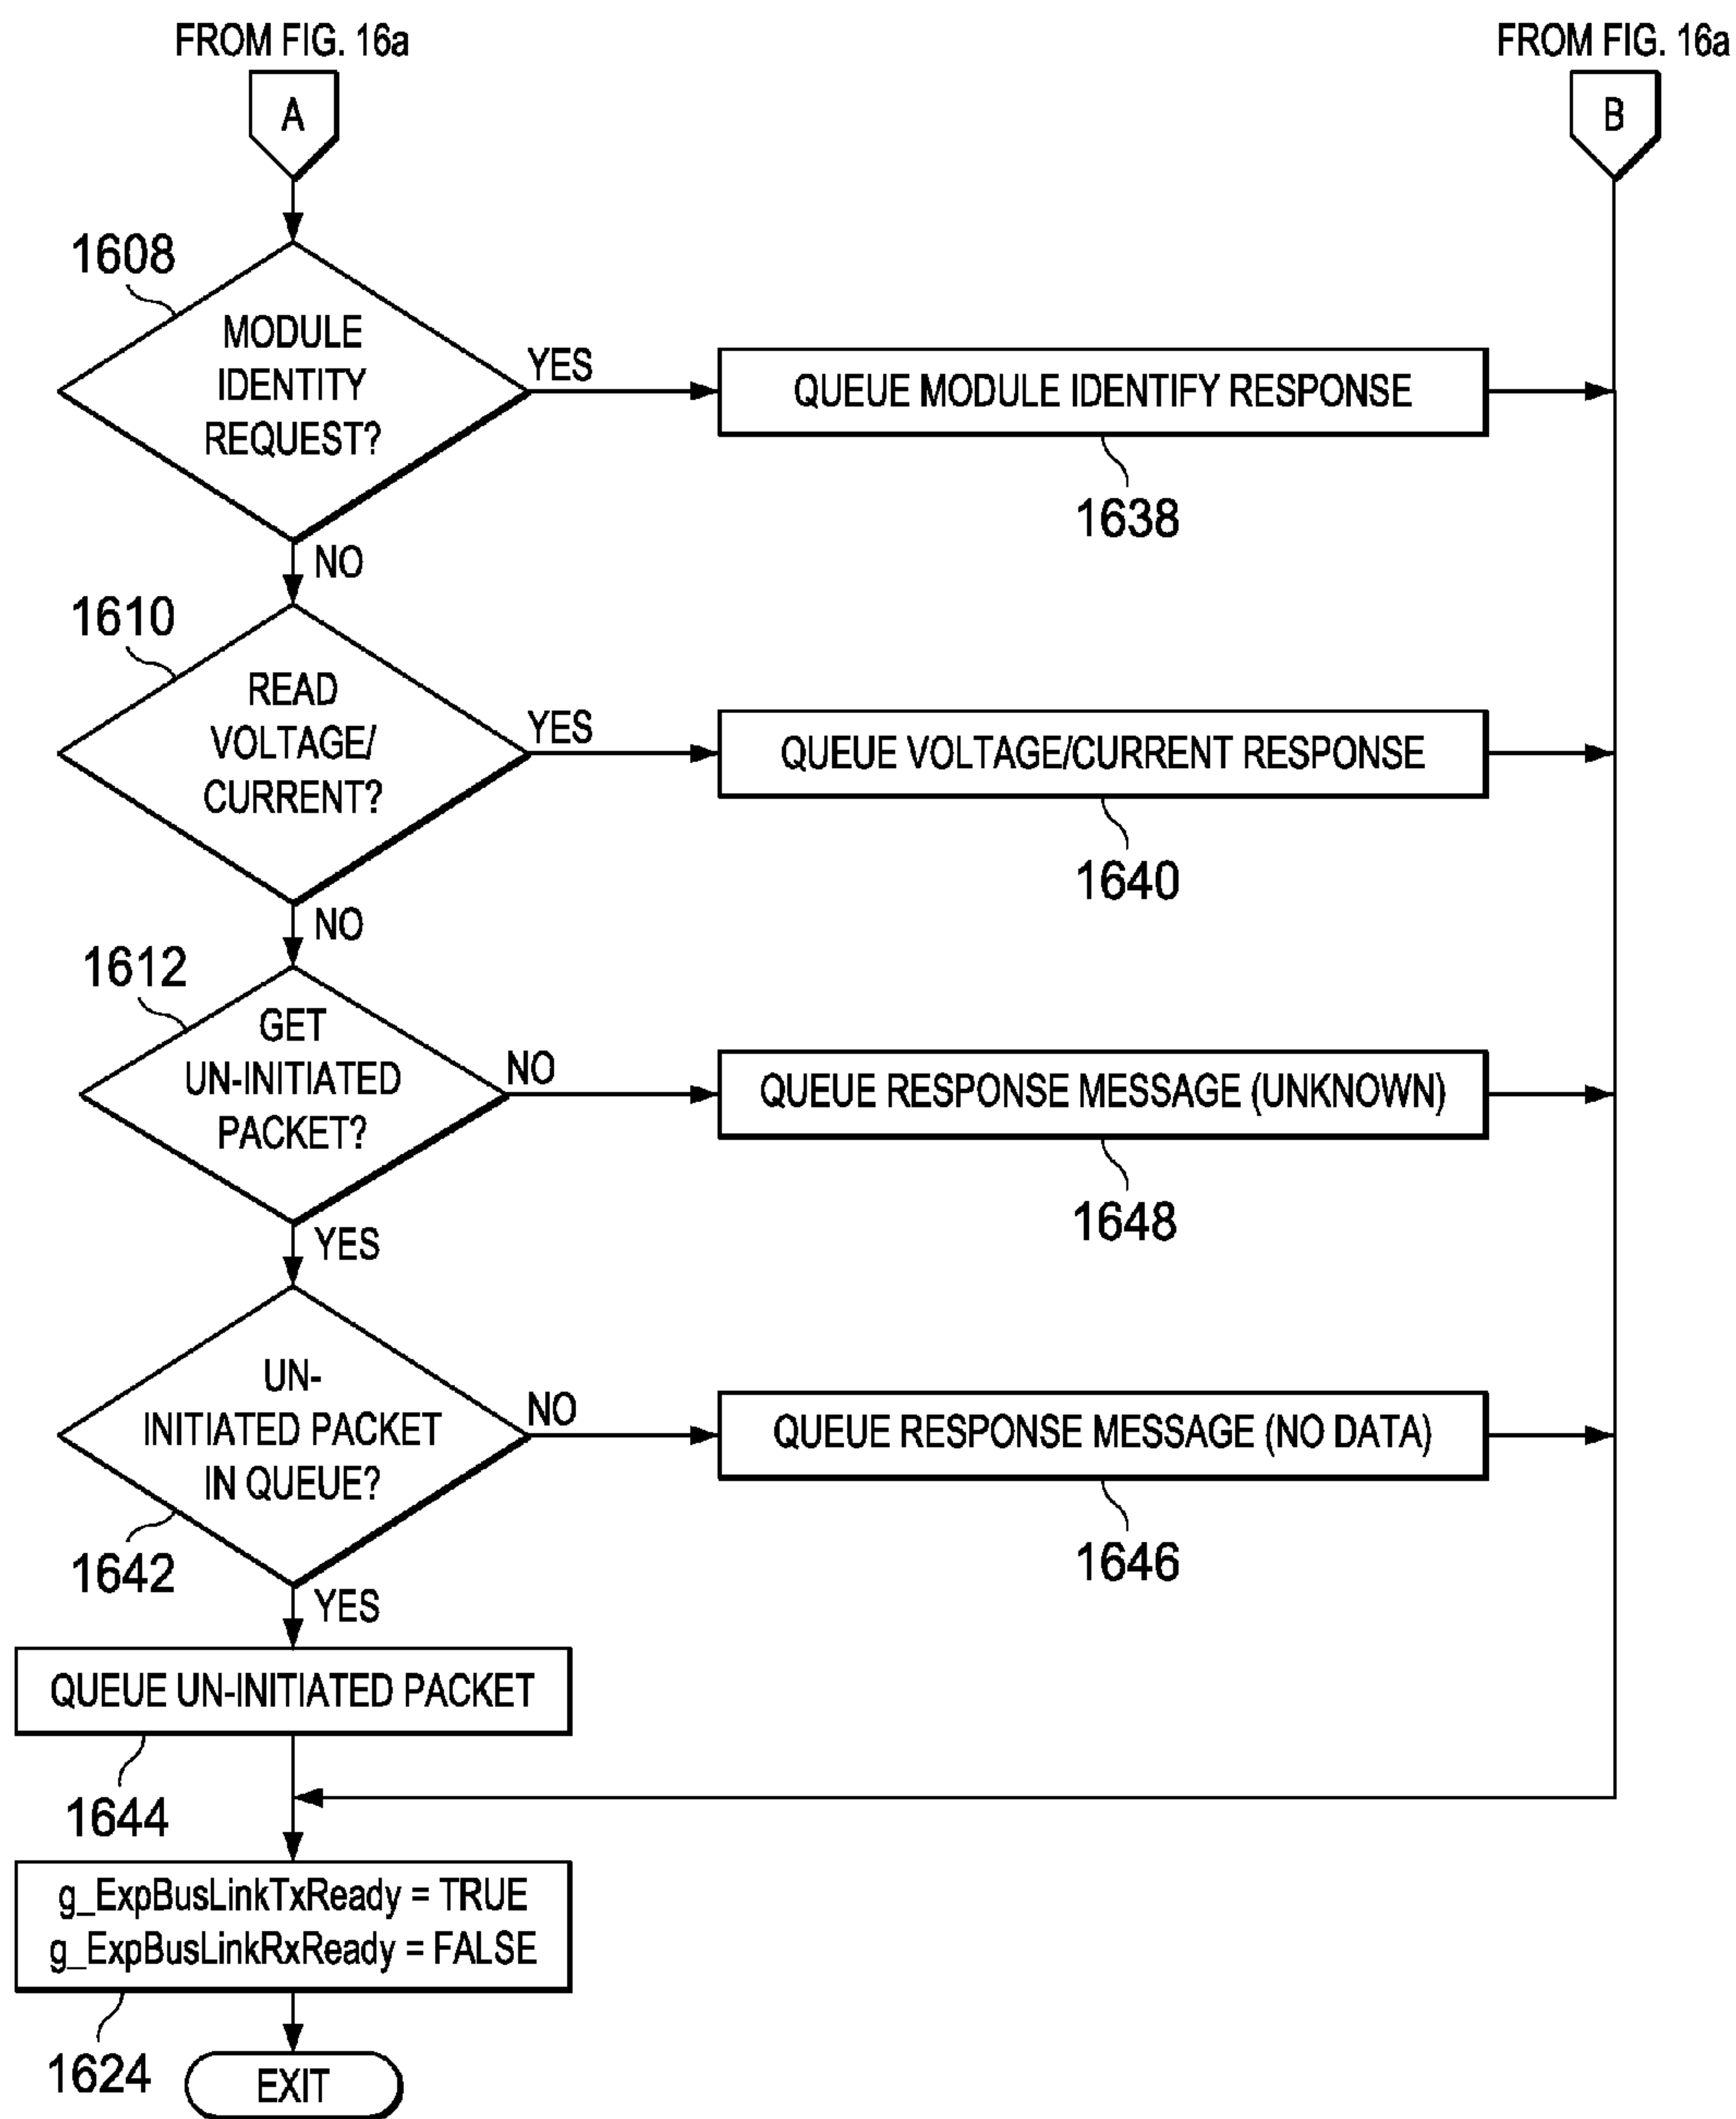 FROM FIG. 16a
FROM FIG. 16a
A
B
1608
MODULE
IDENTITY
REQUEST?
YES
QUEUE MODULE IDENTIFY RESPONSE
1638
NO
1610
READ
VOLTAGE/
CURRENT?
YES
QUEUE VOLTAGE/CURRENT RESPONSE
1640
NO
1612
GET
UN-INITIATED
PACKET?
NO
QUEUE RESPONSE MESSAGE (UNKNOWN)
1648
YES
UN-
INITIATED PACKET
IN QUEUE?
NO
QUEUE RESPONSE MESSAGE (NO DATA)
1646
1642
YES
QUEUE UN-INITIATED PACKET
1644
g_ExpBusLinkTxReady = TRUE
g_ExpBusLinkRxReady = FALSE
1624
EXIT